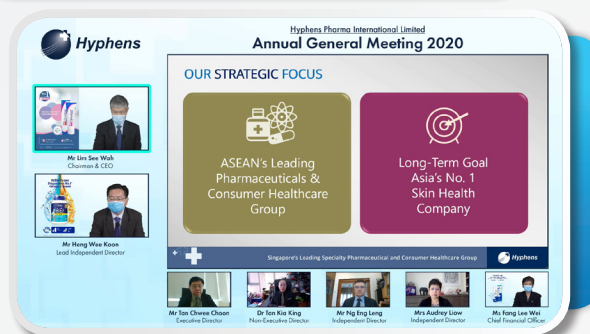 Hyphens
Hyphens Pharma International Limited
Annual General Meeting 2020
OUR STRATEGIC FOCUS
ASEAN's Leading
Pharmaceuticals &
Consumer Healthcare
Group
Long-Term Goal
Asia's No. 1
Skin Health
Company
Singapore's Leading Specialty Pharmaceutical and Consumer Healthcare Group
Hyphens
Mr Lim See Wah
Chairman & CEO
Mr Heng Wee Koon
Lead Independent Director
Mr Tan Chwee Choon
Executive Director
Dr Tan Kia King
Non-Executive Director
Mr Ng Eng Leng
Independent Director
Mrs Audrey Liow
Independent Director
Ms Fang Lee Wei
Chief Financial Officer